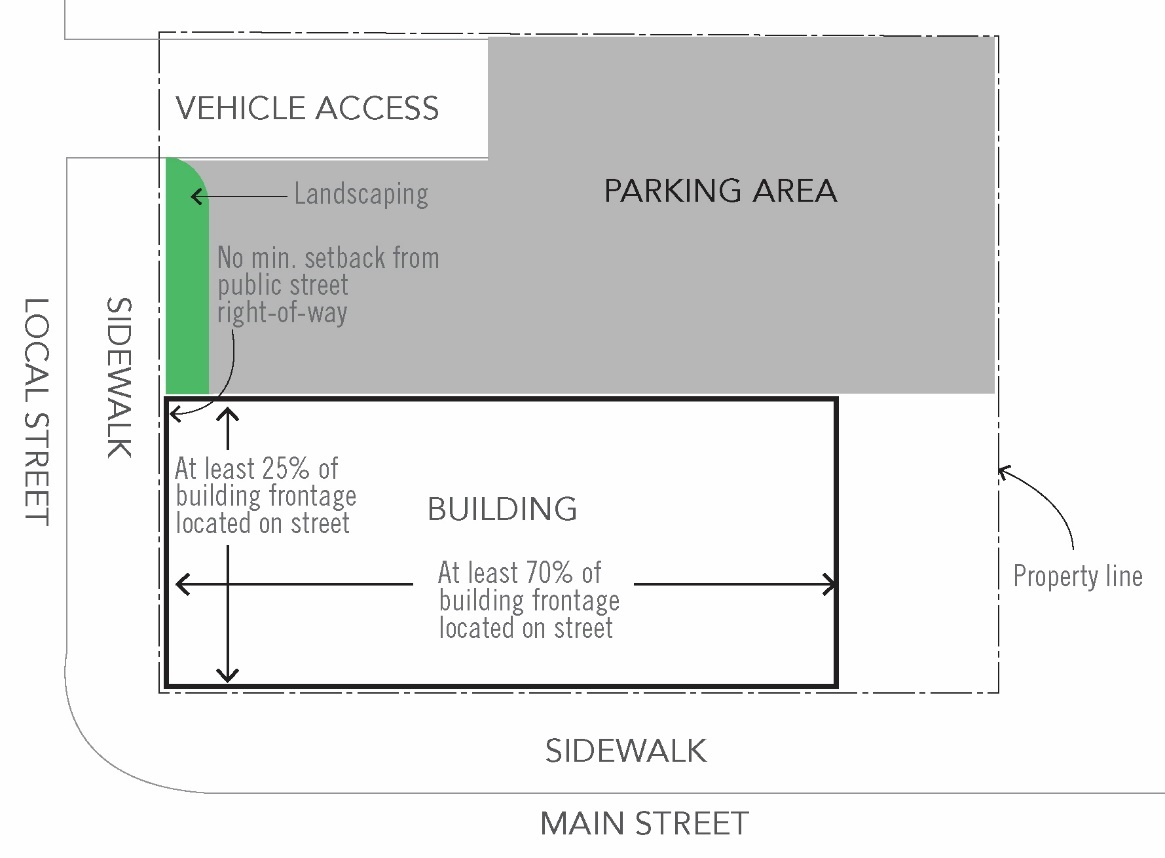 VEHICLE ACCESS
PARKING AREA
Landscaping
No min. setback from
public street
right-of-way
LOCAL STREET
SIDEWALK
At least 25% of
building frontage
located on street
BUILDING
At least 70% of
building frontage
located on street
Property line
SIDEWALK
MAIN STREET